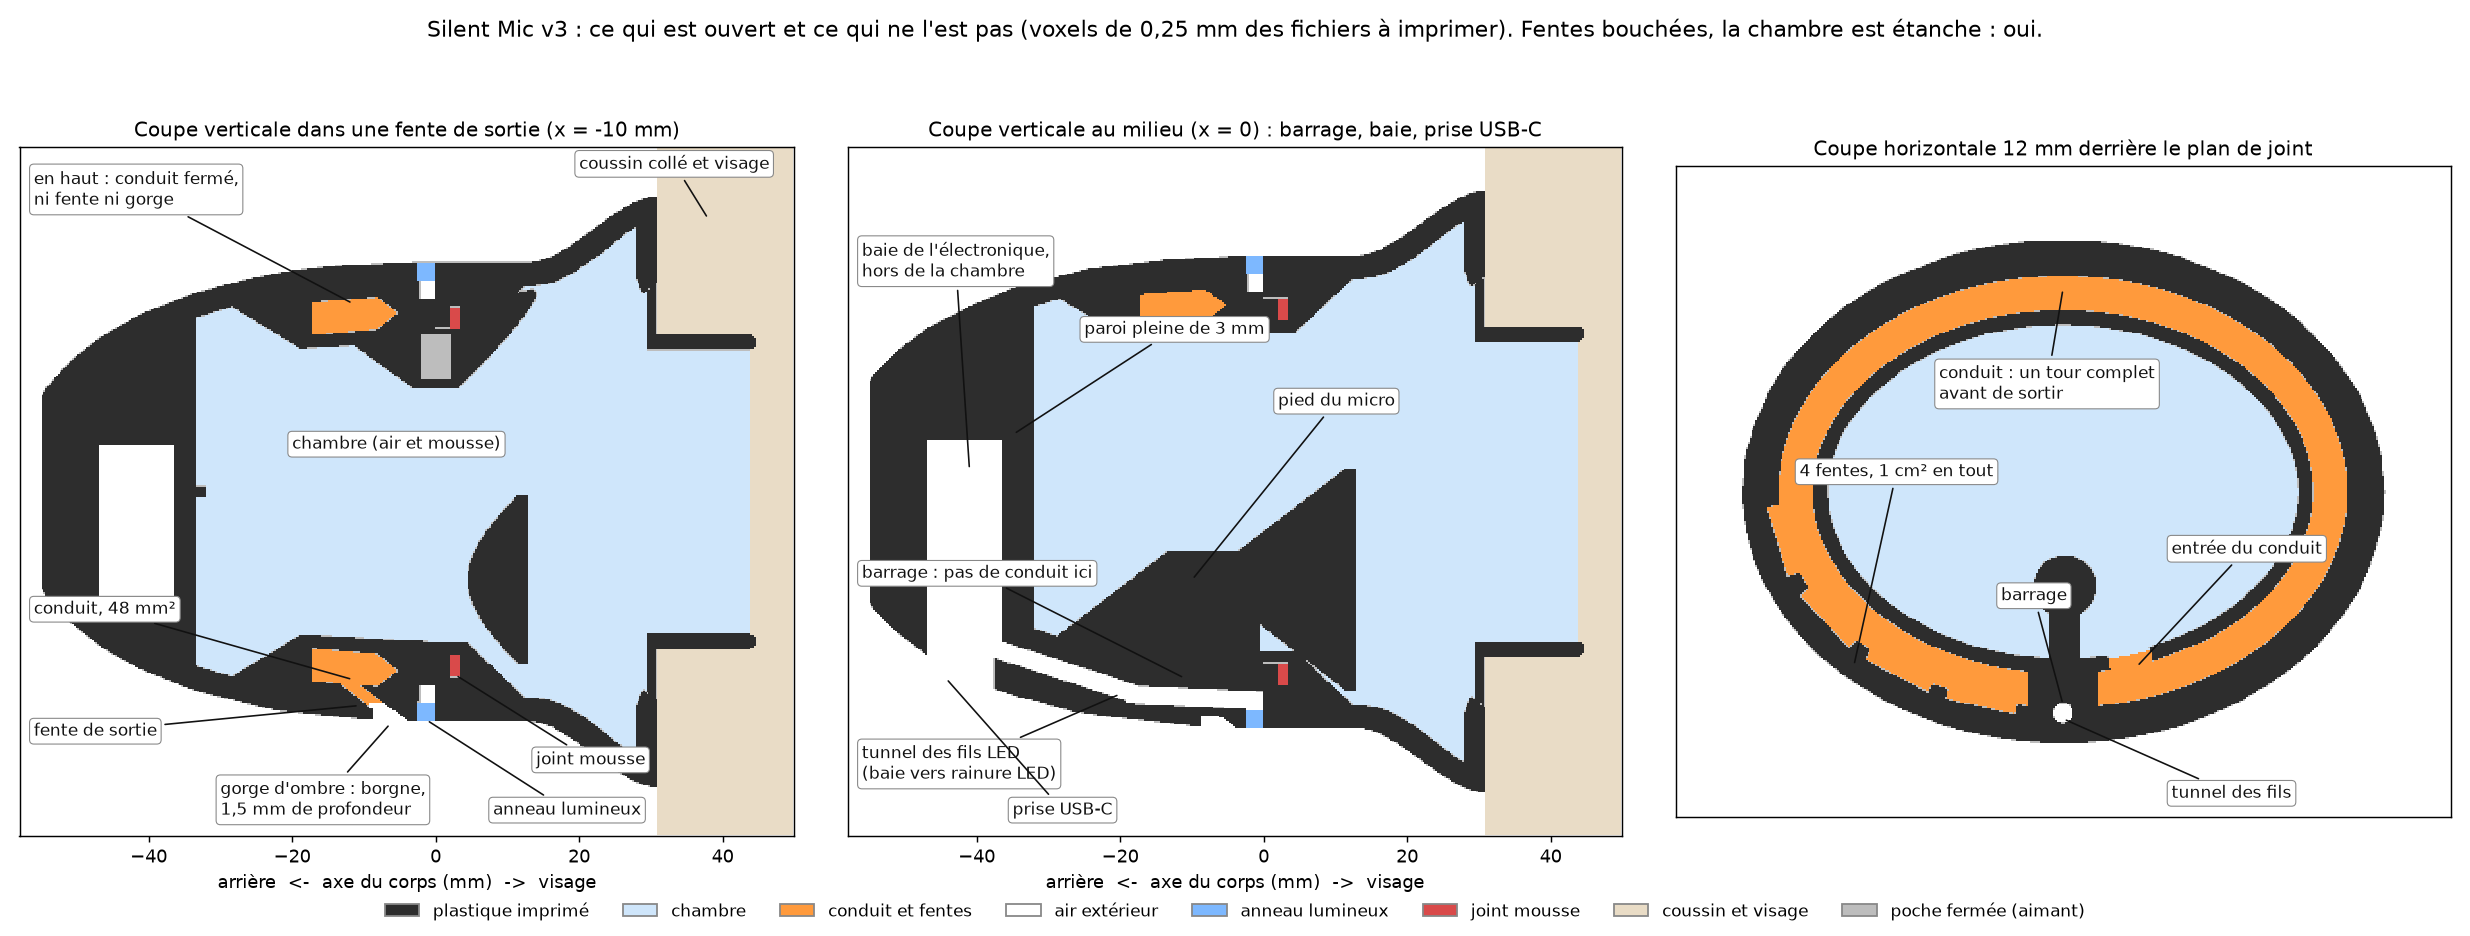 Silent Mic v3 : ce qui est ouvert et ce qui ne l'est pas (voxels de 0,25 mm des fichiers à imprimer). Fentes bouchées, la chambre est étanche : oui.
Coupe verticale dans une fente de sortie (x = -10 mm)
en haut : conduit fermé,
ni fente ni gorge
coussin collé et visage
chambre (air et mousse)
conduit, 48 mm²
fente de sortie
gorge d'ombre : borgne,
1,5 mm de profondeur
joint mousse
anneau lumineux
−40 −20 0 20 40
arrière <- axe du corps (mm) -> visage
Coupe verticale au milieu (x = 0) : barrage, baie, prise USB-C
baie de l'électronique,
hors de la chambre
paroi pleine de 3 mm
pied du micro
barrage : pas de conduit ici
tunnel des fils LED
(baie vers rainure LED)
prise USB-C
−40 −20 0 20 40
arrière <- axe du corps (mm) -> visage
Coupe horizontale 12 mm derrière le plan de joint
conduit : un tour complet
avant de sortir
4 fentes, 1 cm² en tout
entrée du conduit
barrage
tunnel des fils
plastique imprimé chambre conduit et fentes air extérieur anneau lumineux joint mousse coussin et visage poche fermée (aimant)